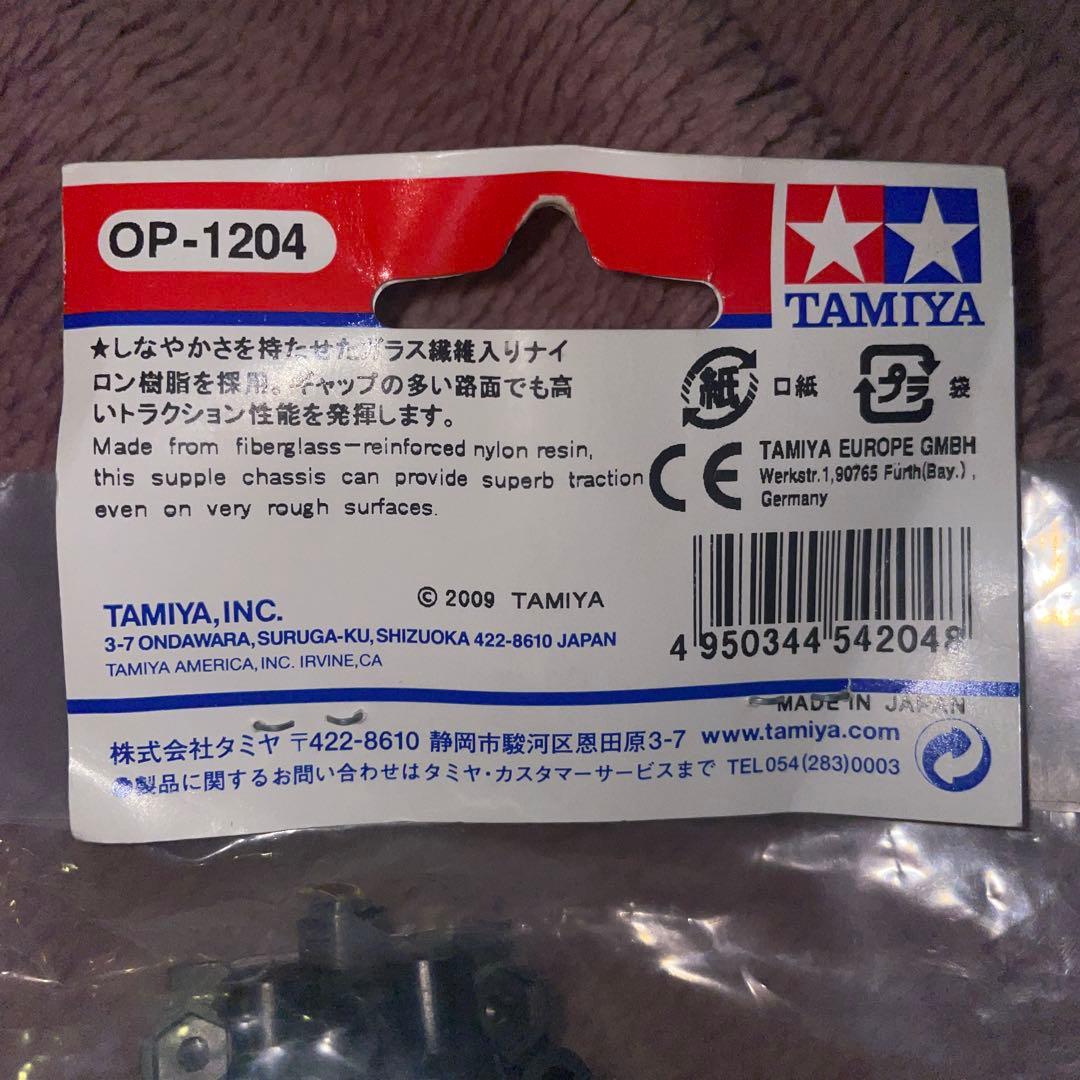 OP-1204
TAMIYA
★しなやかさを持たせたガラス繊維入りナイ
ロン樹脂を採用。ギャップの多い路面でも高
いトラクション性能を発揮します。
Made from fiberglass-reinforced nylon resin,
this supple chassis can provide superb traction
even on very rough surfaces.
紙 口紙 プラ 袋
CE
TAMIYA EUROPE GMBH
Werkstr.1,90765 Fürth(Bay.),
Germany
© 2009 TAMIYA
TAMIYA,INC.
3-7 ONDAWARA, SURUGA-KU, SHIZUOKA 422-8610 JAPAN
TAMIYA AMERICA, INC. IRVINE, CA
4 950344 542048
MADE IN JAPAN
株式会社タミヤ 〒422-8610 静岡市駿河区恩田原3-7 www.tamiya.com
●製品に関するお問い合わせはタミヤ・カスタマーサービスまで TEL 054(283)0003